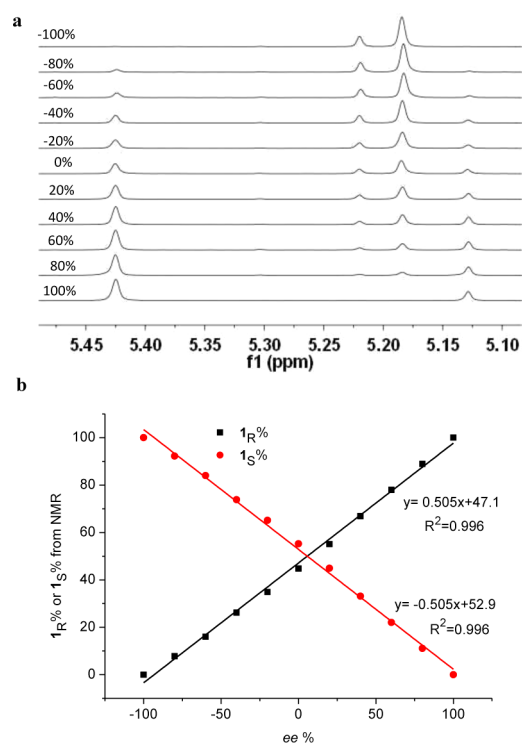 a
-100%
-80%
-60%
-40%
-20%
0%
20%
40%
60%
80%
100%
5.45 5.40 5.35 5.30 5.25 5.20 5.15 5.10
f1 (ppm)
b
1R% or 1S% from NMR
100
80
60
40
20
0
1R%
1S%
y= 0.505x+47.1
R²=0.996
y= -0.505x+52.9
R²=0.996
-100 -50 0 50 100
ee %